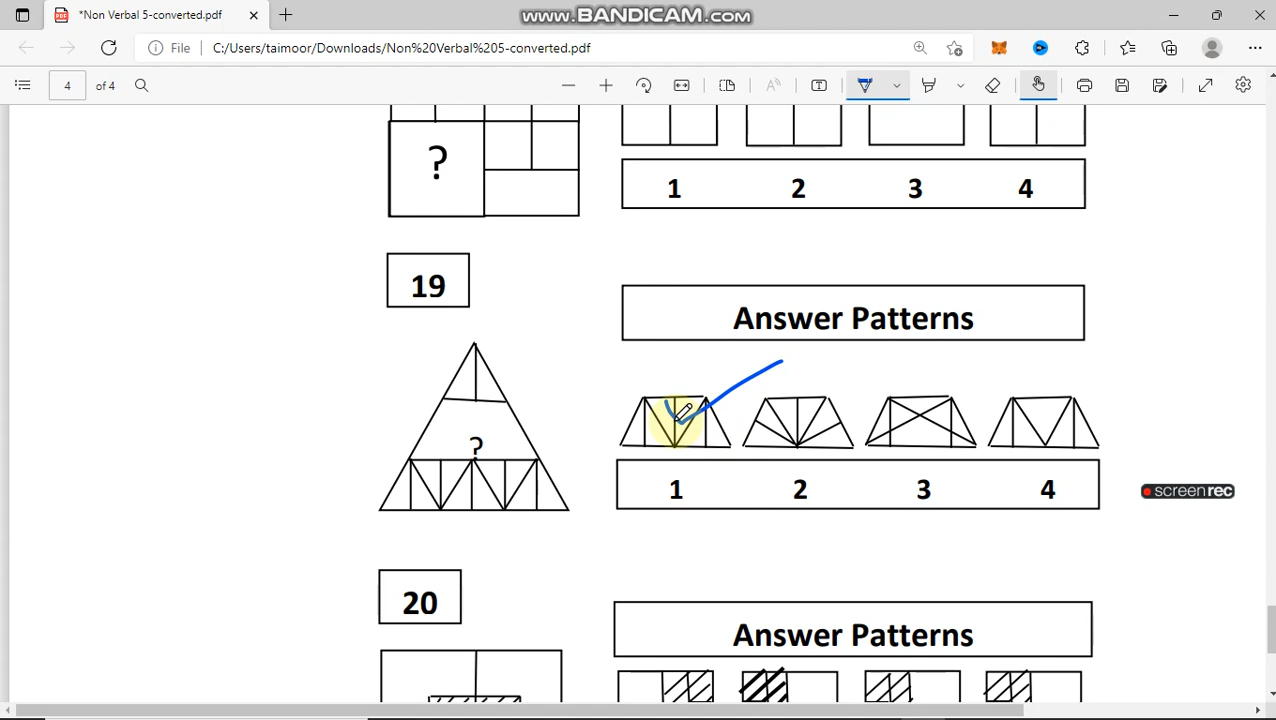 *Non Verbal 5-converted.pdf
www.BANDICAM.com
File
C:/Users/taimoor/Downloads/Non%20Verbal%205-converted.pdf
4
of 4
?
1
2
3
4
19
Answer Patterns
?
1
2
3
4
screenrec
20
Answer Patterns